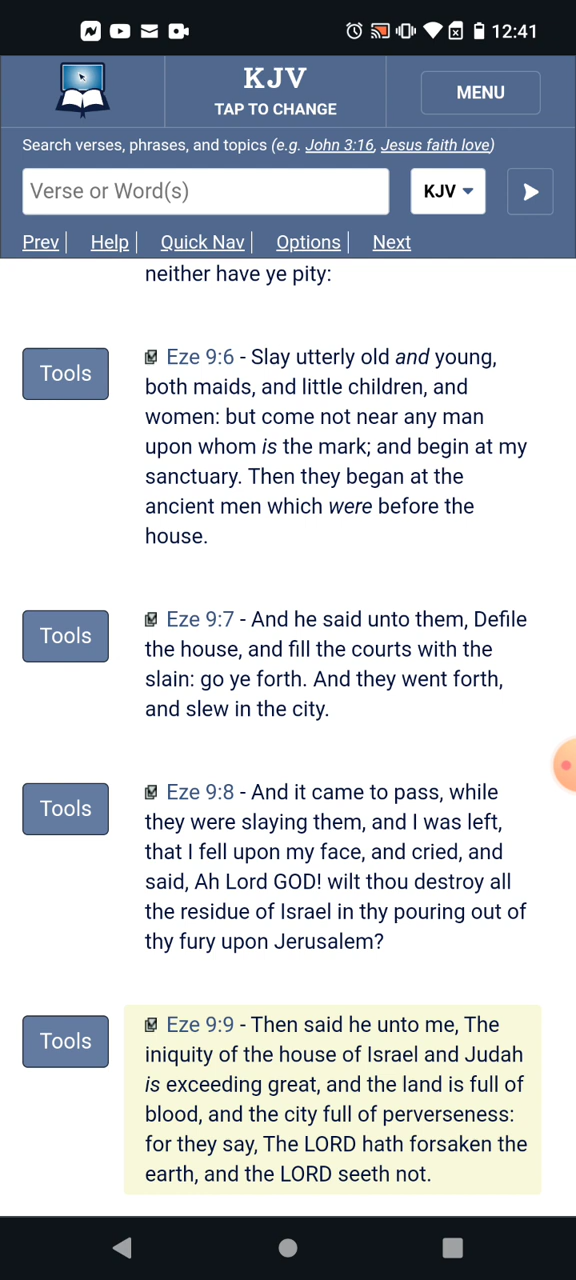 12:41
KJV
TAP TO CHANGE
MENU
Search verses, phrases, and topics (e.g. John 3:16, Jesus faith love)
Verse or Word(s)
KJV
Prev| Help| Quick Nav| Options| Next
neither have ye pity:
Tools
Eze 9:6 - Slay utterly old and young,
both maids, and little children, and
women: but come not near any man
upon whom is the mark; and begin at my
sanctuary. Then they began at the
ancient men which were before the
house.
Tools
Eze 9:7 - And he said unto them, Defile
the house, and fill the courts with the
slain: go ye forth. And they went forth,
and slew in the city.
Tools
Eze 9:8 - And it came to pass, while
they were slaying them, and I was left,
that I fell upon my face, and cried, and
said, Ah Lord GOD! wilt thou destroy all
the residue of Israel in thy pouring out of
thy fury upon Jerusalem?
Tools
Eze 9:9 - Then said he unto me, The
iniquity of the house of Israel and Judah
is exceeding great, and the land is full of
blood, and the city full of perverseness:
for they say, The LORD hath forsaken the
earth, and the LORD seeth not.